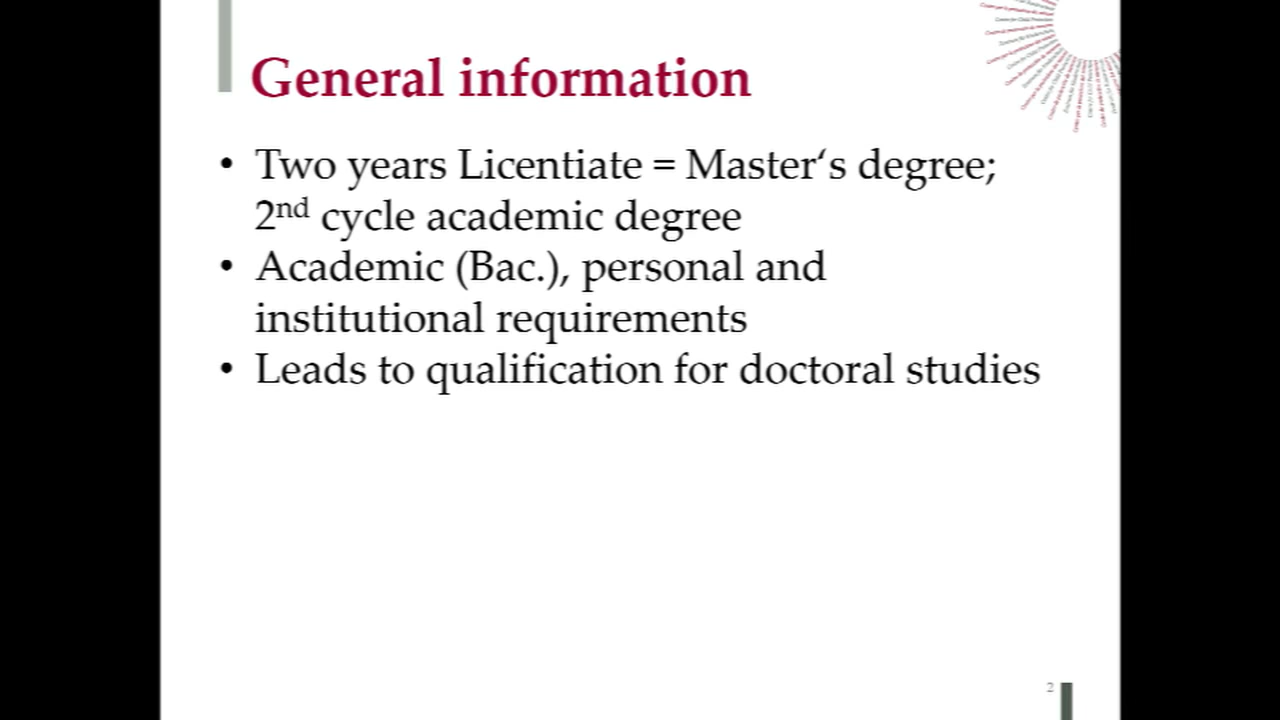 General information
• Two years Licentiate = Master‘s degree;
2nd cycle academic degree
• Academic (Bac.), personal and
institutional requirements
• Leads to qualification for doctoral studies
2